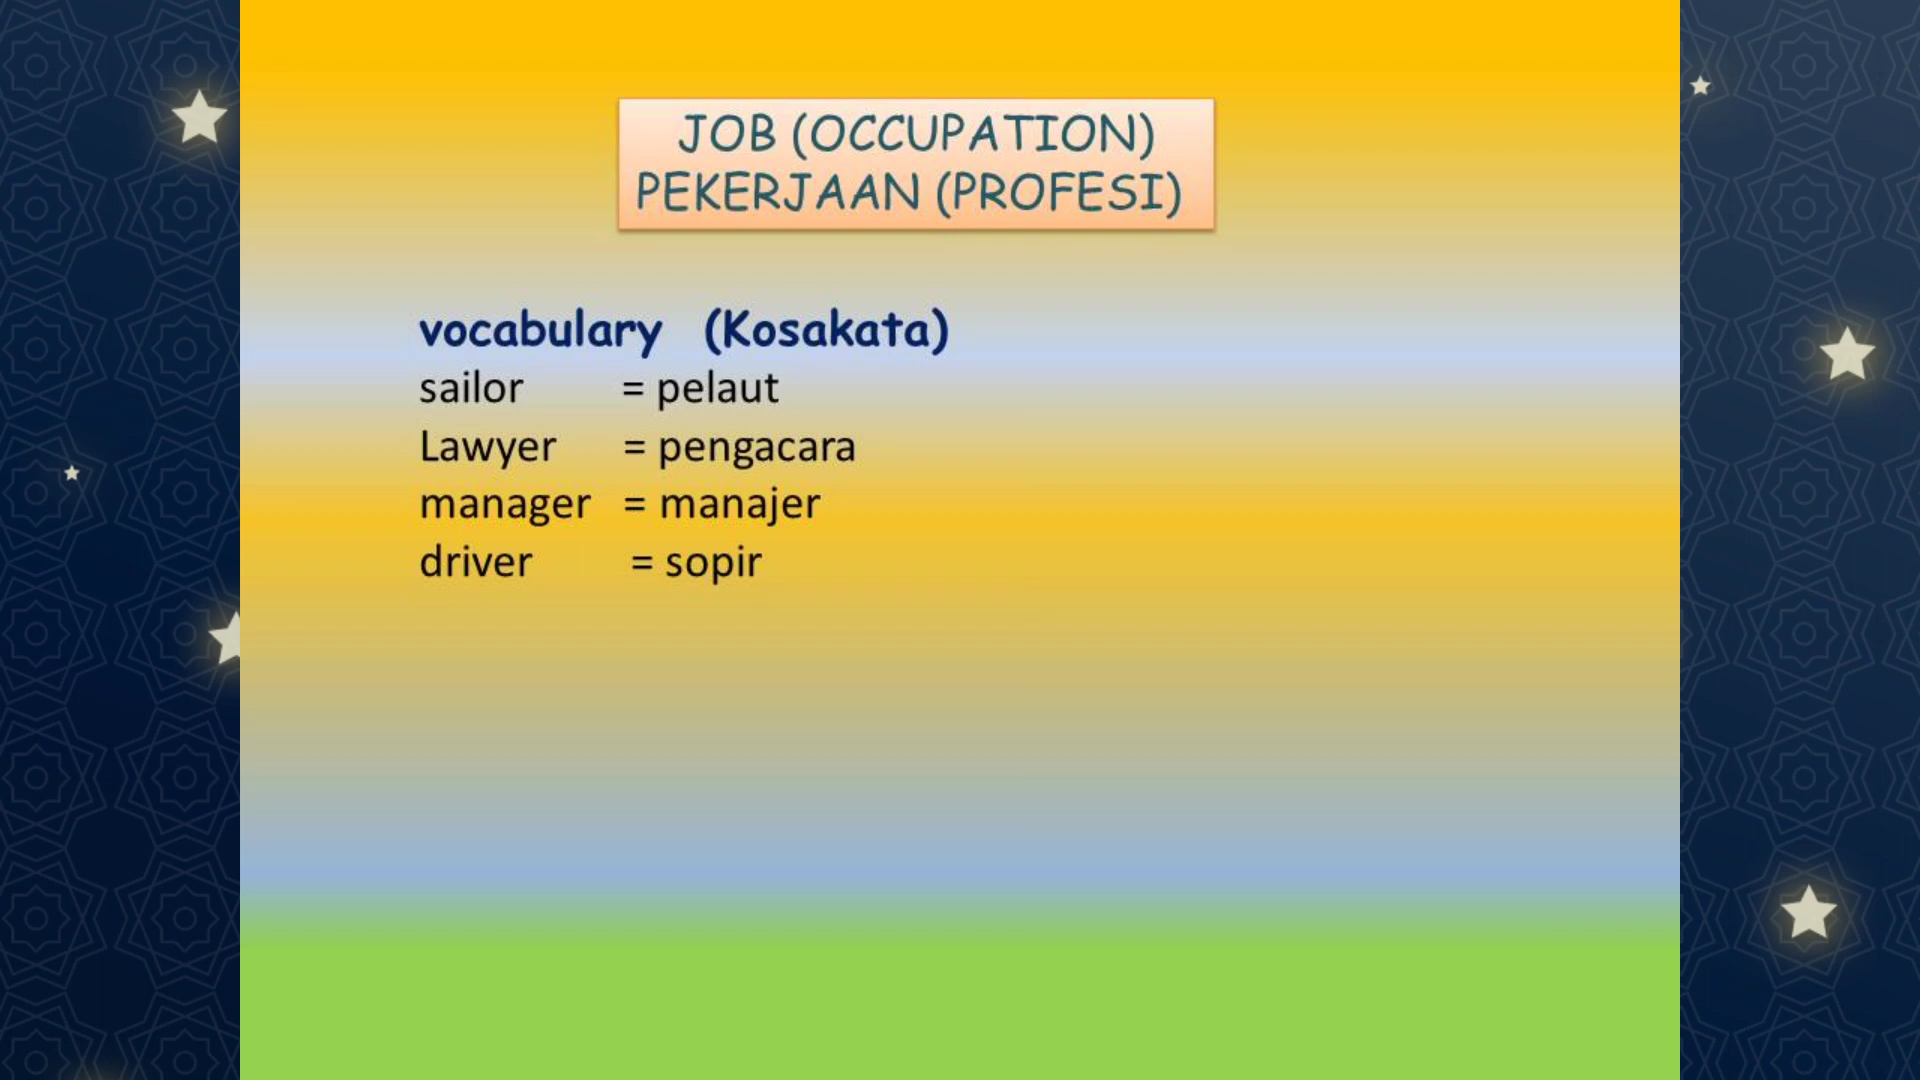 JOB (OCCUPATION)
PEKERJAAN (PROFESI)
vocabulary (Kosakata)
sailor = pelaut
Lawyer = pengacara
manager = manajer
driver = sopir